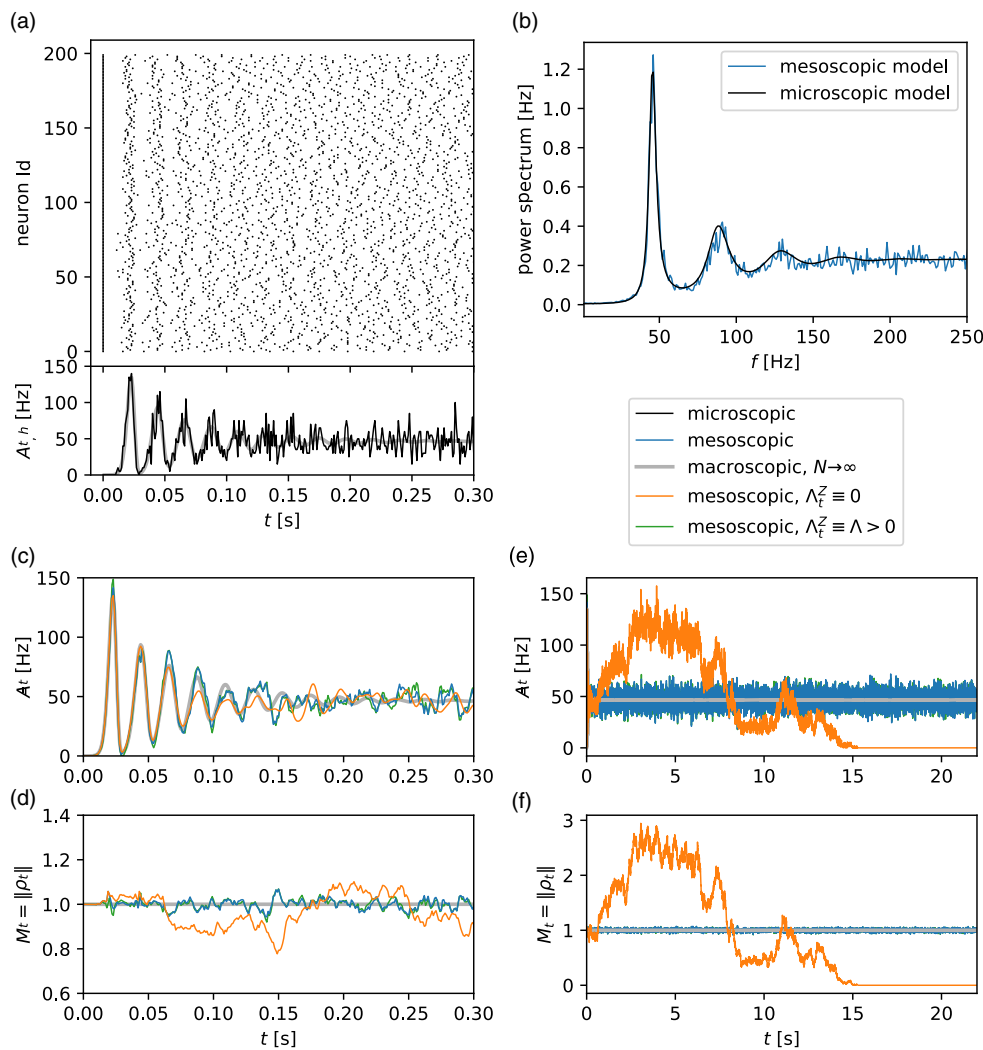 (a)
200
150
100
50
0
neuron Id
150
100
50
0
A^t_{, h} [Hz]
0.00 0.05 0.10 0.15 0.20 0.25 0.30
t [s]
(b)
mesoscopic model
microscopic model
1.2
1.0
0.8
0.6
0.4
0.2
0.0
power spectrum [Hz]
50 100 150 200 250
f [Hz]
microscopic
mesoscopic
macroscopic, N→∞
mesoscopic, Λ_t^Z ≡ 0
mesoscopic, Λ_t^Z ≡ Λ > 0
(c)
150
100
50
0
A^t [Hz]
0.00 0.05 0.10 0.15 0.20 0.25 0.30
(d)
1.4
1.2
1.0
0.8
0.6
M_t = ||ρ_t||
0.00 0.05 0.10 0.15 0.20 0.25 0.30
t [s]
(e)
150
100
50
0
A^t [Hz]
0 5 10 15 20
(f)
3
2
1
0
M_t = ||ρ_t||
0 5 10 15 20
t [s]